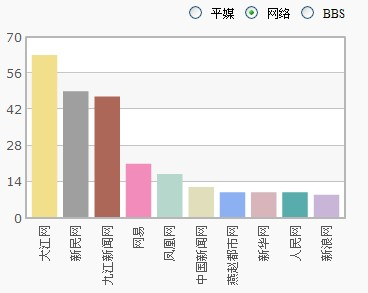 平媒 网络 BBS
70
56
42
28
14
0
大江网
新民网
九江新闻网
网易
凤凰网
中国新闻网
燕赵都市网
新华网
人民网
新浪网